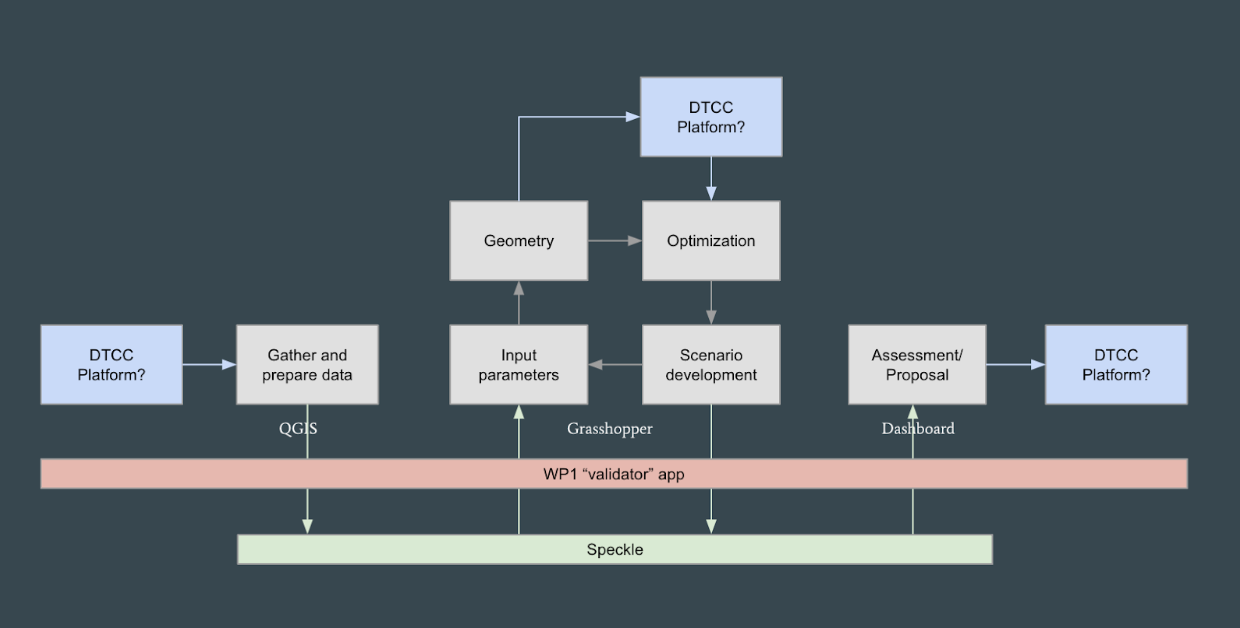 DTCC
Platform?
Geometry
Optimization
DTCC
Platform?
Gather and
prepare data
Input
parameters
Scenario
development
Assessment/
Proposal
DTCC
Platform?
QGIS
Grasshopper
Dashboard
WP1 “validator” app
Speckle